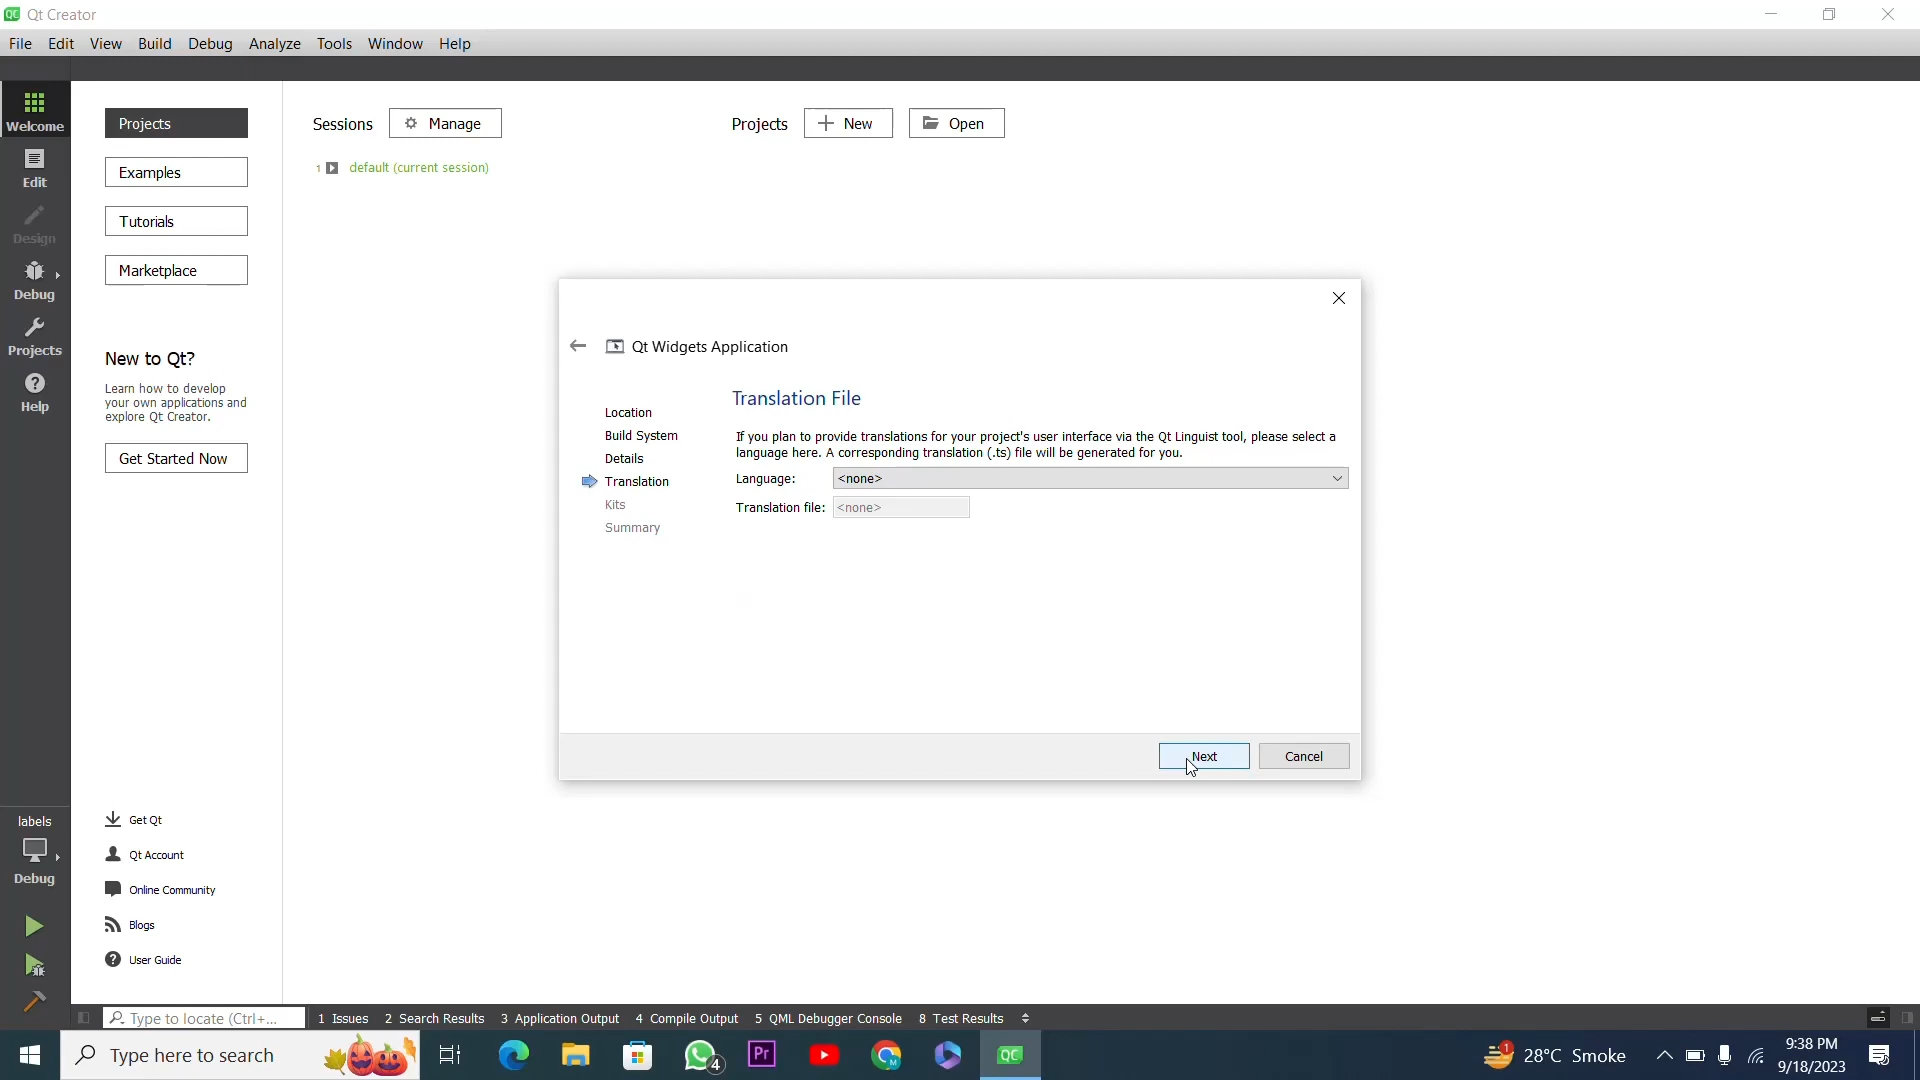 Qt Creator
File Edit View Build Debug Analyze Tools Window Help
Welcome
Edit
Design
Debug
Projects
Help
Projects
Examples
Tutorials
Marketplace
New to Qt?
Learn how to develop
your own applications and
explore Qt Creator.
Get Started Now
Get Qt
Qt Account
Online Community
Blogs
User Guide
Sessions Manage
1 default (current session)
Projects New Open
Qt Widgets Application
Location
Build System
Details
Translation
Kits
Summary
Translation File
If you plan to provide translations for your project's user interface via the Qt Linguist tool, please select a
language here. A corresponding translation (.ts) file will be generated for you.
Language: <none>
Translation file: <none>
Next Cancel
labels
Debug
Type to locate (Ctrl+... 1 Issues 2 Search Results 3 Application Output 4 Compile Output 5 QML Debugger Console 8 Test Results
Type here to search
4
Pr
M
QC
1
28°C Smoke
9:38 PM
9/18/2023